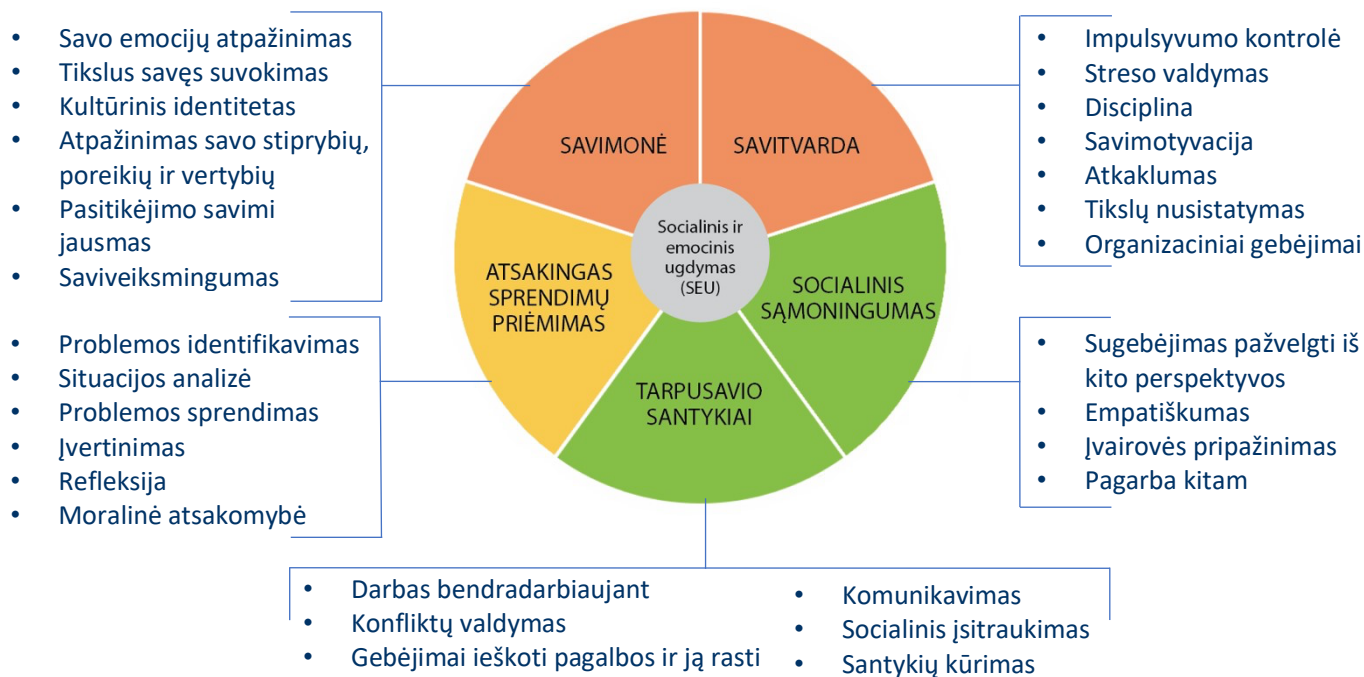 • Savo emocijų atpažinimas
• Tikslus savęs suvokimas
• Kultūrinis identitetas
• Atpažinimas savo stiprybių,
poreikių ir vertybių
• Pasitikėjimo savimi
jausmas
• Saviveiksmingumas
SAVIMONĖ
SAVITVARDA
• Impulsyvumo kontrolė
• Streso valdymas
• Disciplina
• Savimotyvacija
• Atkaklumas
• Tikslų nusistatymas
• Organizaciniai gebėjimai
Socialinis ir
emocinis
ugdymas
(SEU)
ATSAKINGAS
SPRENDIMŲ
PRIĖMIMAS
SOCIALINIS
SĄMONINGUMAS
TARPUSAVIO
SANTYKIAI
• Problemos identifikavimas
• Situacijos analizė
• Problemos sprendimas
• Įvertinimas
• Refleksija
• Moralinė atsakomybė
• Sugebėjimas pažvelgti iš
kito perspektyvos
• Empatiškumas
• Įvairovės pripažinimas
• Pagarba kitam
• Darbas bendradarbiaujant
• Konfliktų valdymas
• Gebėjimai ieškoti pagalbos ir ją rasti
• Komunikavimas
• Socialinis įsitraukimas
• Santykių kūrimas